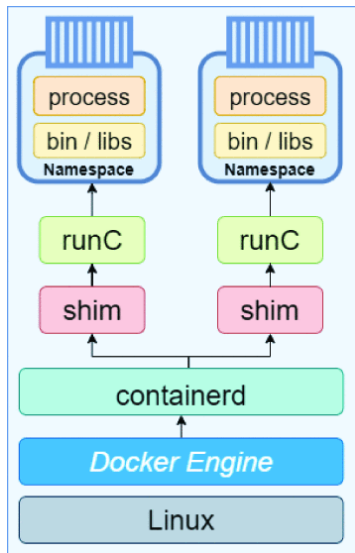 process
process
bin / libs
bin / libs
Namespace
Namespace
runC
runC
shim
shim
containerd
Docker Engine
Linux